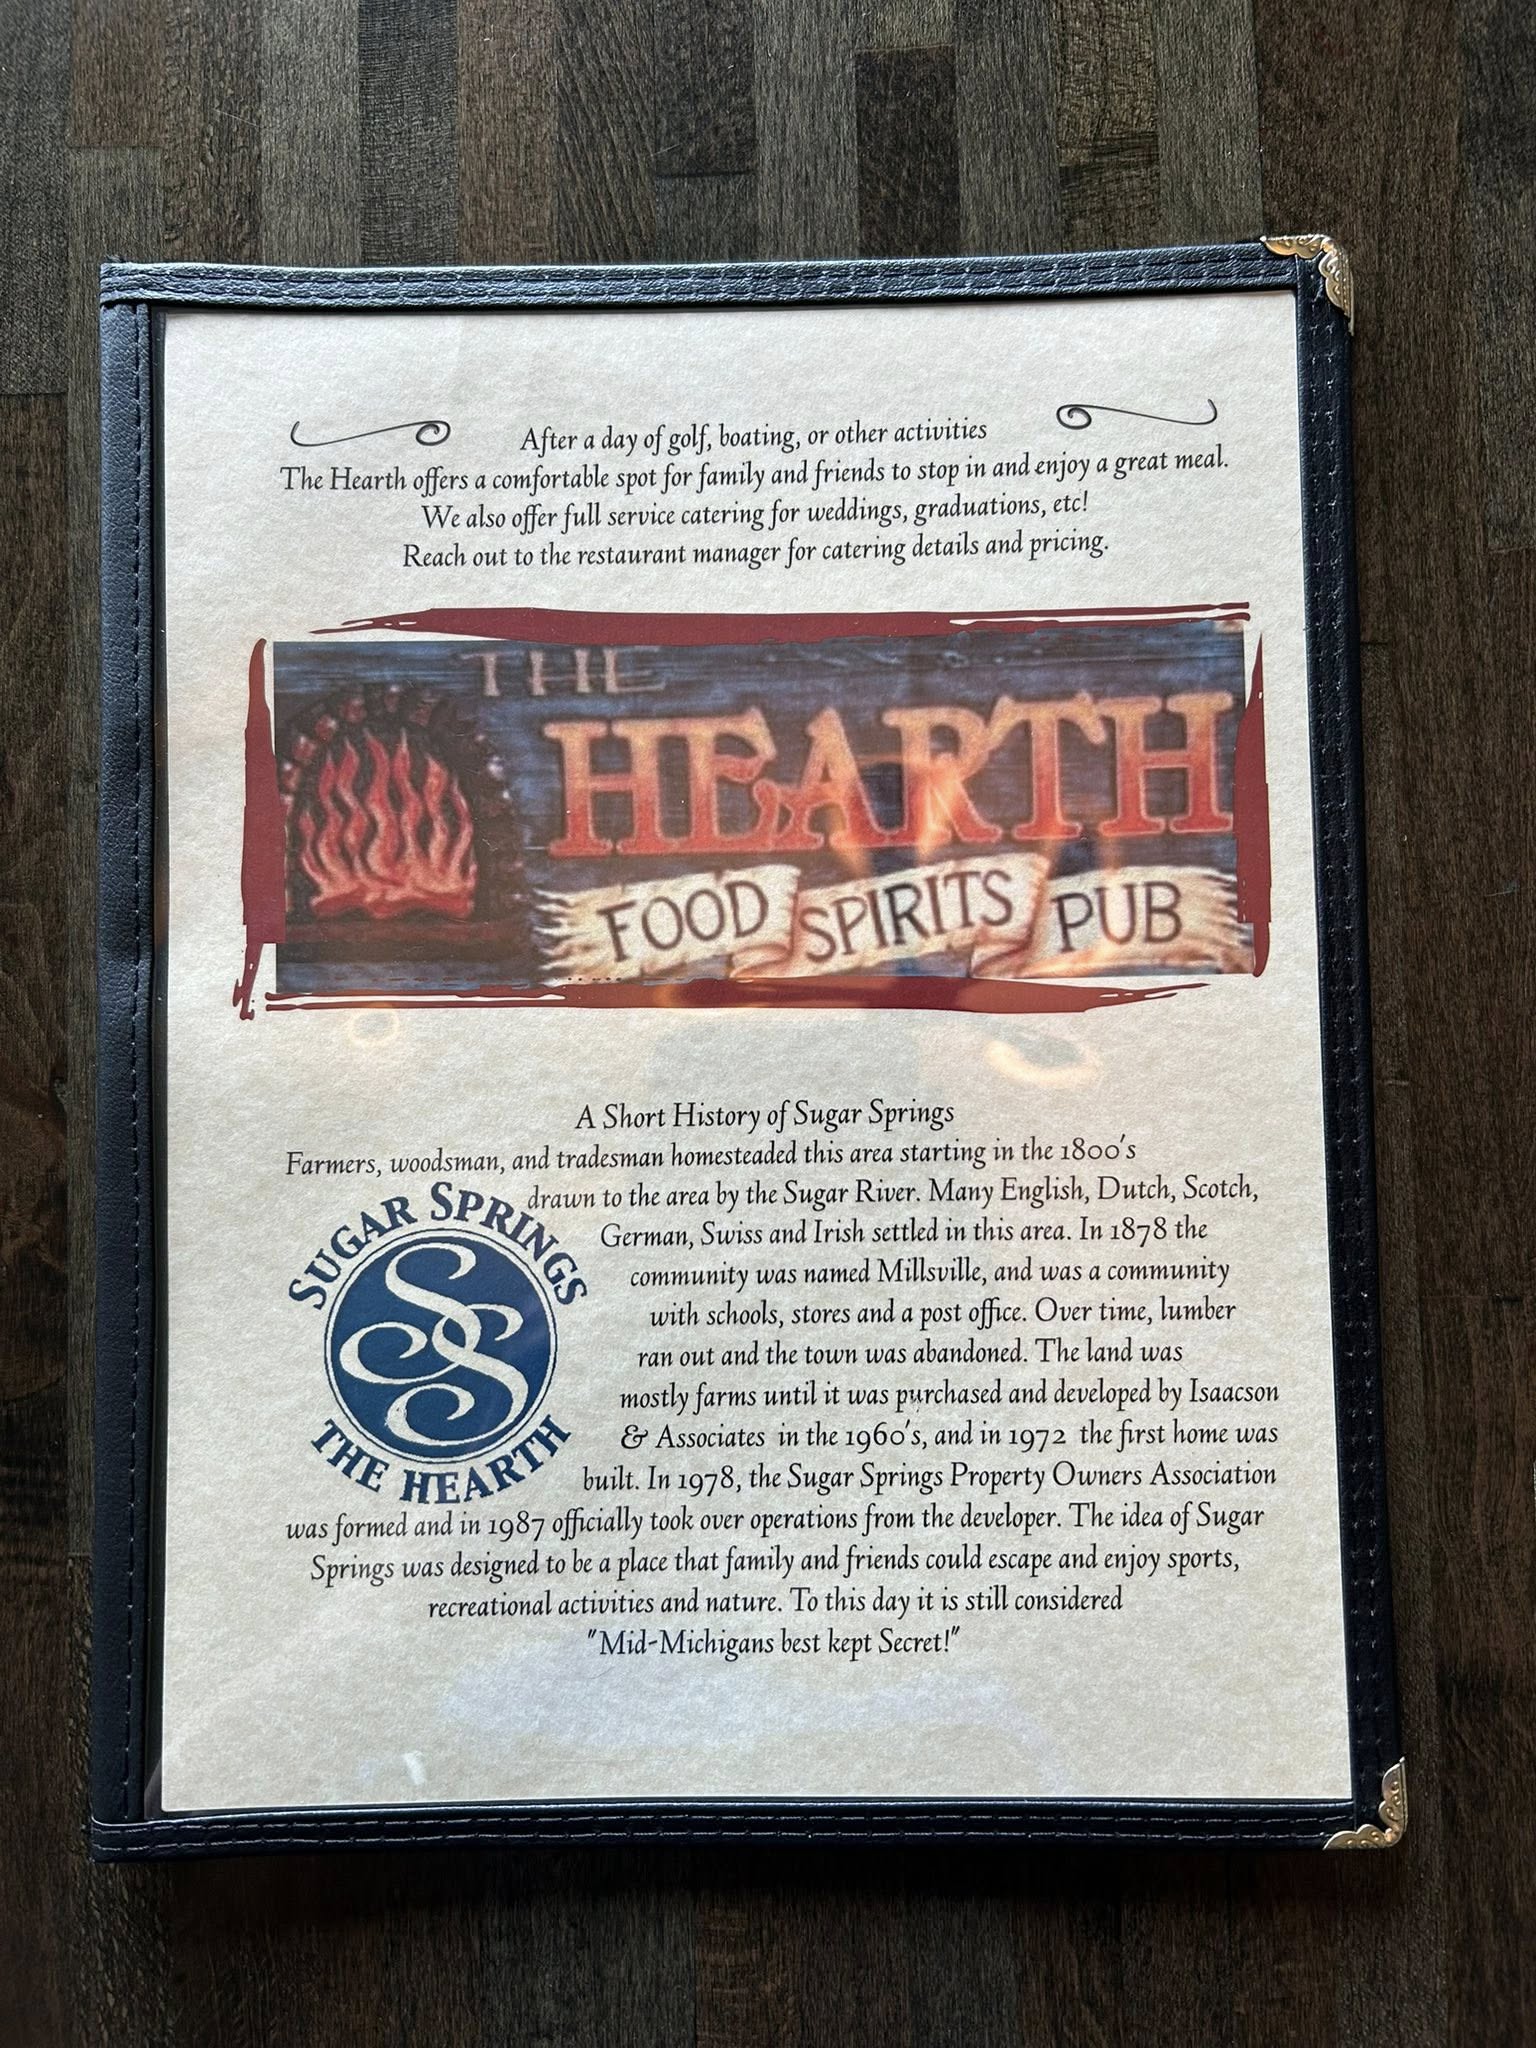 After a day of golf, boating, or other activities
The Hearth offers a comfortable spot for family and friends to stop in and enjoy a great meal.
We also offer full service catering for weddings, graduations, etc!
Reach out to the restaurant manager for catering details and pricing.
THE
HEARTH
FOOD SPIRITS PUB
A Short History of Sugar Springs
Farmers, woodsman, and tradesman homesteaded this area starting in the 1800's
drawn to the area by the Sugar River. Many English, Dutch, Scotch,
German, Swiss and Irish settled in this area. In 1878 the
community was named Millsville, and was a community
with schools, stores and a post office. Over time, lumber
ran out and the town was abandoned. The land was
mostly farms until it was purchased and developed by Isaacson
& Associates in the 1960's, and in 1972 the first home was
built. In 1978, the Sugar Springs Property Owners Association
was formed and in 1987 officially took over operations from the developer. The idea of Sugar
Springs was designed to be a place that family and friends could escape and enjoy sports,
recreational activities and nature. To this day it is still considered
"Mid-Michigans best kept Secret!"
SUGAR SPRINGS
SS
THE HEARTH